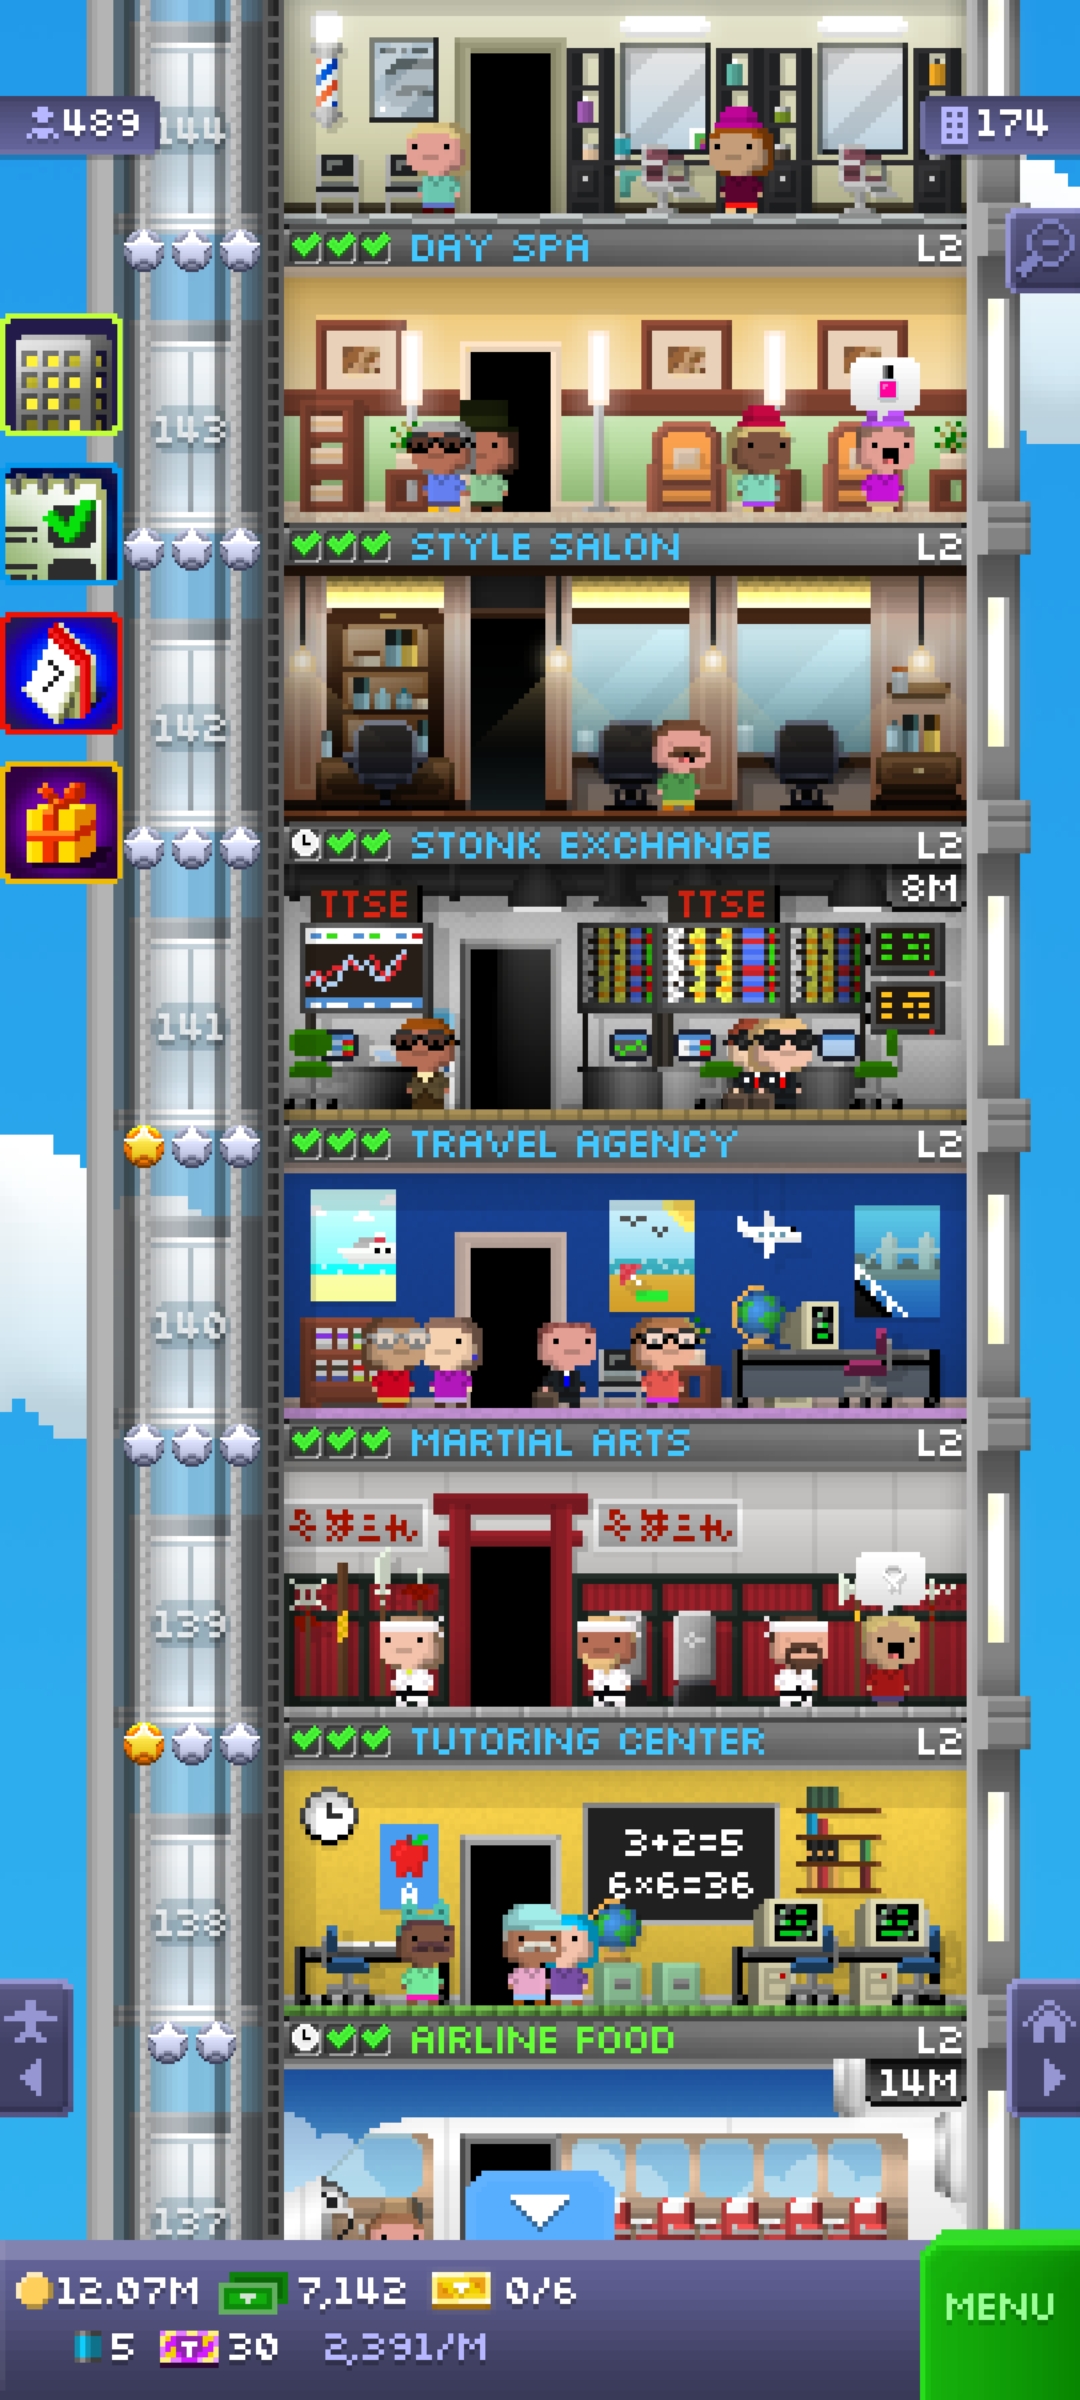 489
144
174
DAY SPA L2
143
STYLE SALON L2
142
STONK EXCHANGE L2
8M
TTSE TTSE
141
TRAVEL AGENCY L2
140
MARTIAL ARTS L2
139
TUTORING CENTER L2
3+2=5
6×6=36
A
138
AIRLINE FOOD L2
14M
137
12.07M 7,142 0/6
MENU
5 T 30 2,391/M